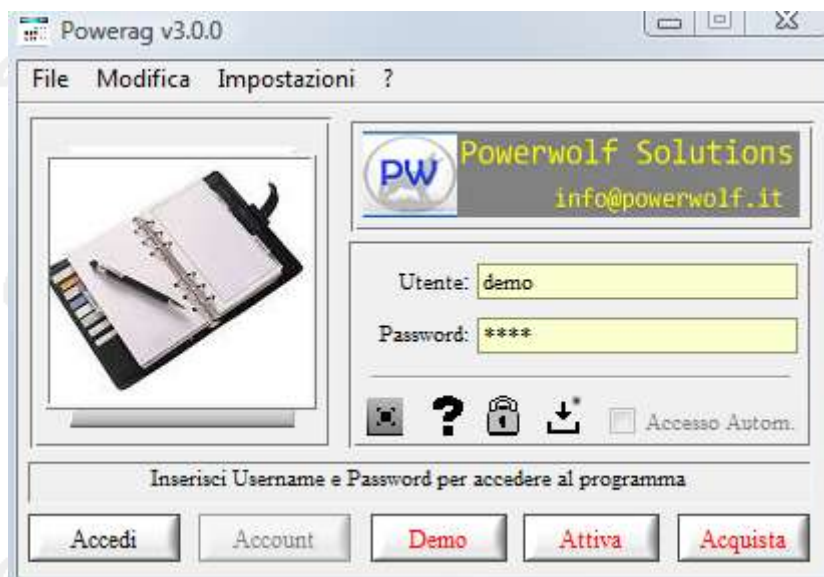 Powerag v3.0.0
File Modifica Impostazioni ?
PW
Powerwolf Solutions
info@powerwolf.it
Utente: demo
Password: ****
Accesso Autom.
Inserisci Username e Password per accedere al programma
Accedi Account Demo Attiva Acquista